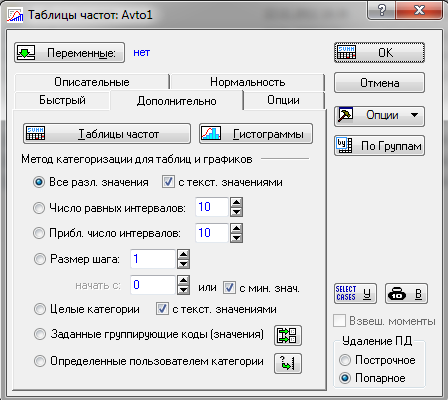 Таблицы частот: Avto1
Переменные: нет
Описательные Нормальность
Быстрый Дополнительно Опции
Таблицы частот Гистограммы
Метод категоризации для таблиц и графиков
Все разл. значения с текст. значениями
Число равных интервалов: 10
Прибл. число интервалов: 10
Размер шага: 1
начать с: 0 или с мин. знач.
Целые категории с текст. значениями
Заданные группирующие коды (значения)
Определенные пользователем категории
OK
Отмена
Опции
По Группам
SELECT CASES У В
Взвеш. моменты
Удаление ПД
Построчное
Попарное